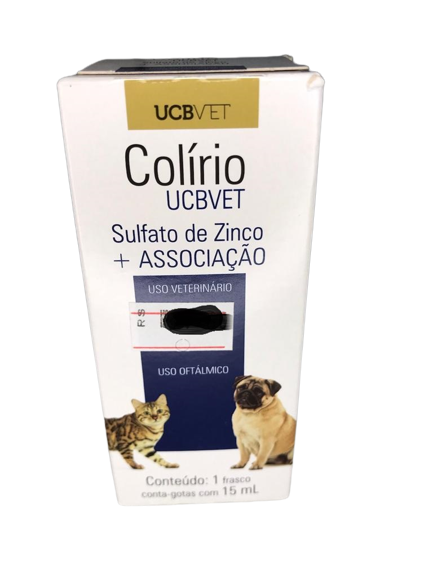 UCBVET
Colírio
UCBVET
Sulfato de Zinco
+ ASSOCIAÇÃO
USO VETERINÁRIO
R$
USO OFTÁLMICO
Conteúdo: 1 frasco
conta-gotas com 15 mL